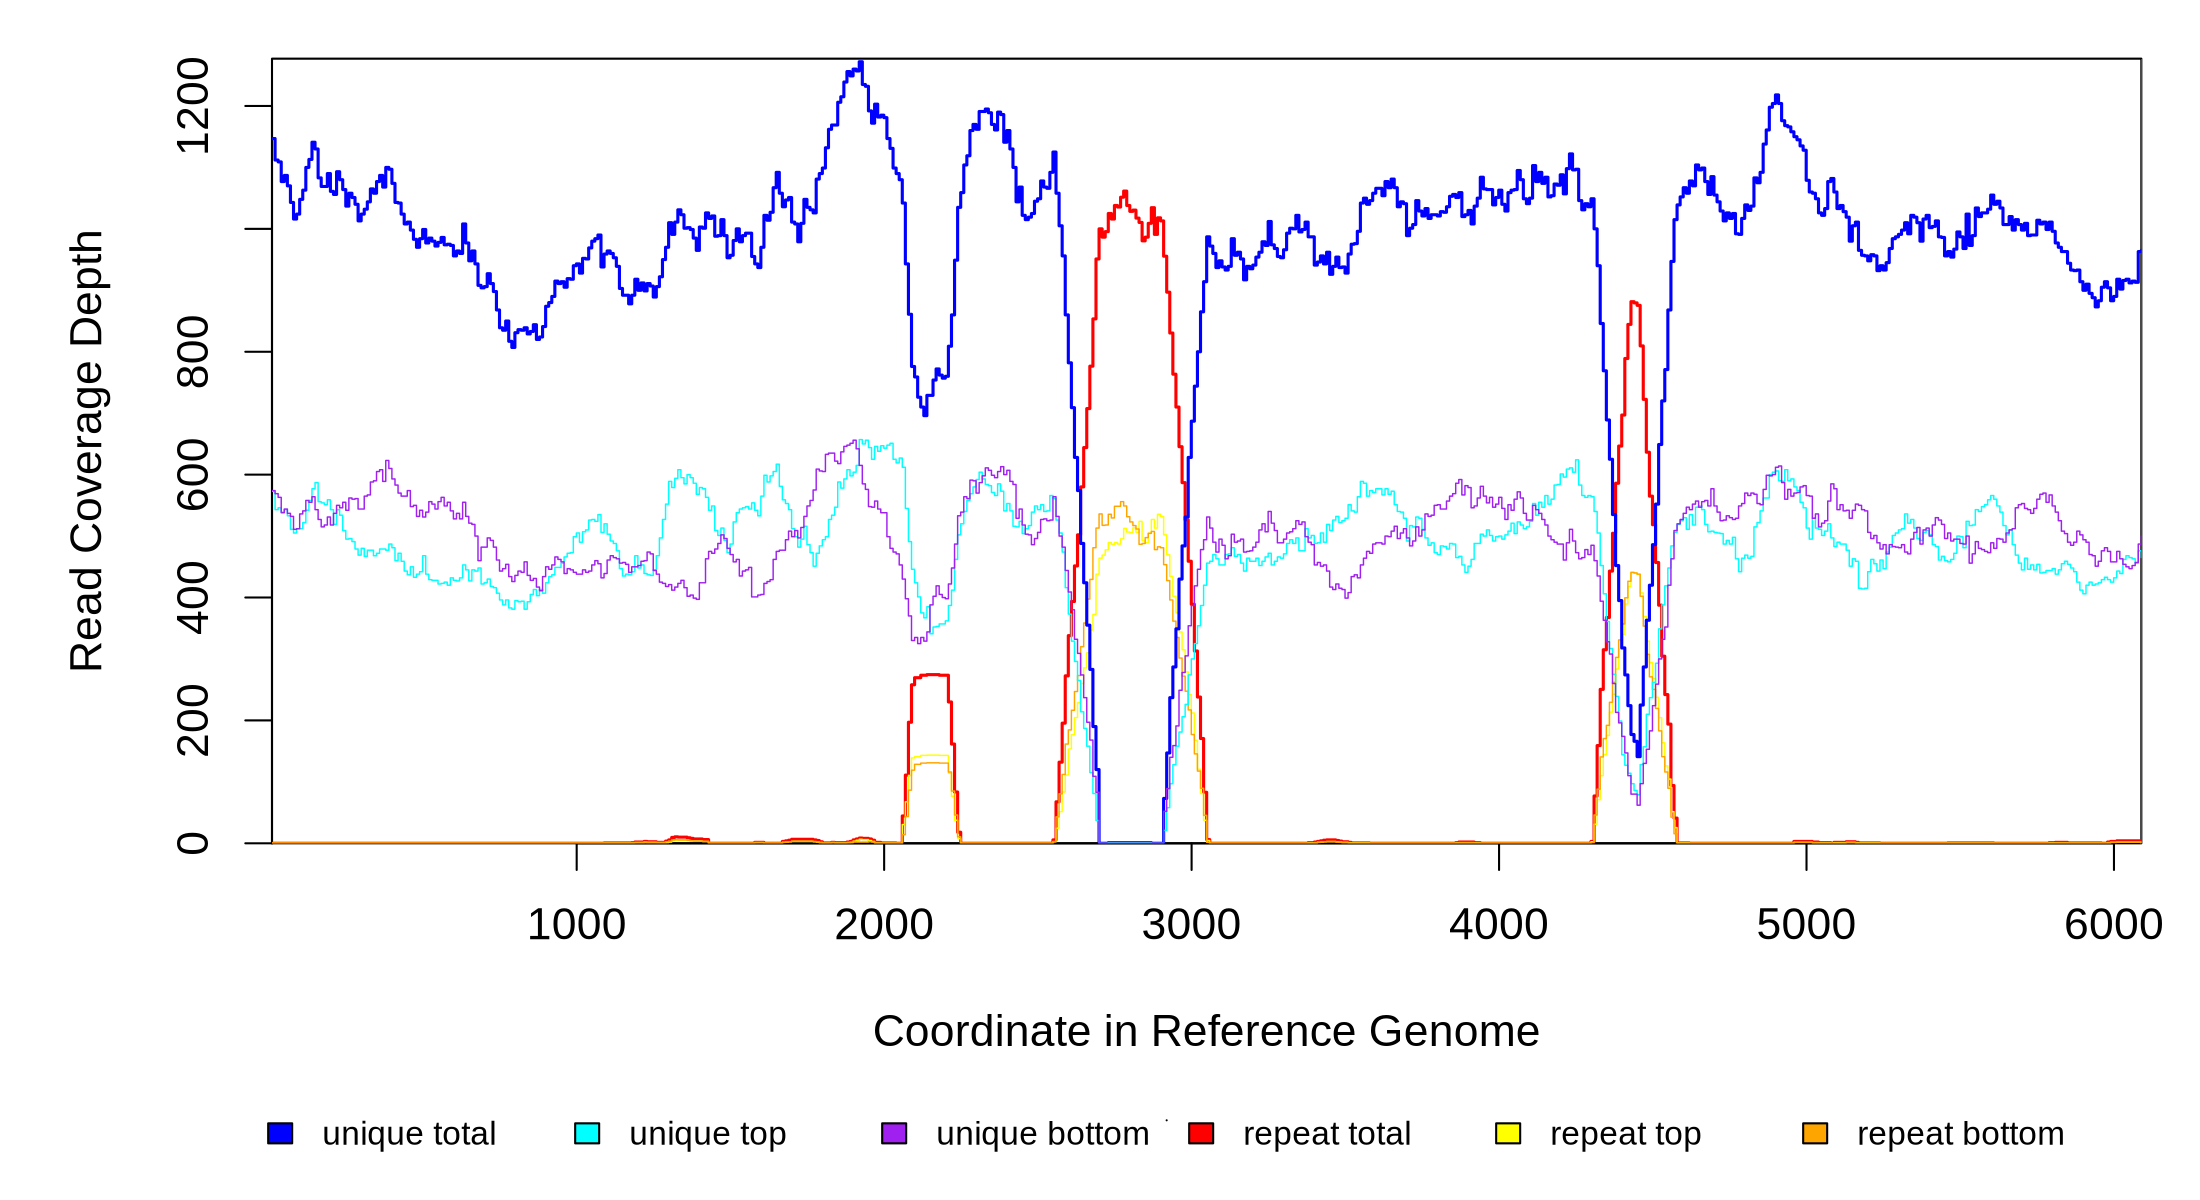 Read Coverage Depth
1200
800
600
400
200
0
1000 2000 3000 4000 5000 6000
Coordinate in Reference Genome
unique total unique top unique bottom repeat total repeat top repeat bottom